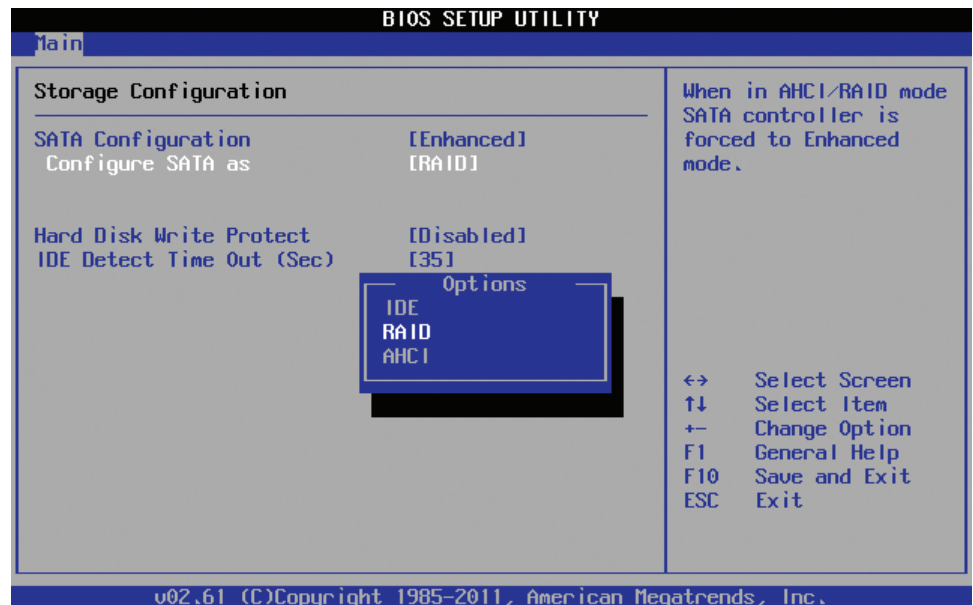 BIOS SETUP UTILITY
Main
Storage Configuration
SATA Configuration [Enhanced]
Configure SATA as [RAID]
Hard Disk Write Protect [Disabled]
IDE Detect Time Out (Sec) [35]
Options
IDE
RAID
AHCI
When in AHCI/RAID mode
SATA controller is
forced to Enhanced
mode.
←→ Select Screen
↑↓ Select Item
+- Change Option
F1 General Help
F10 Save and Exit
ESC Exit
v02.61 (C)Copyright 1985-2011, American Megatrends, Inc.